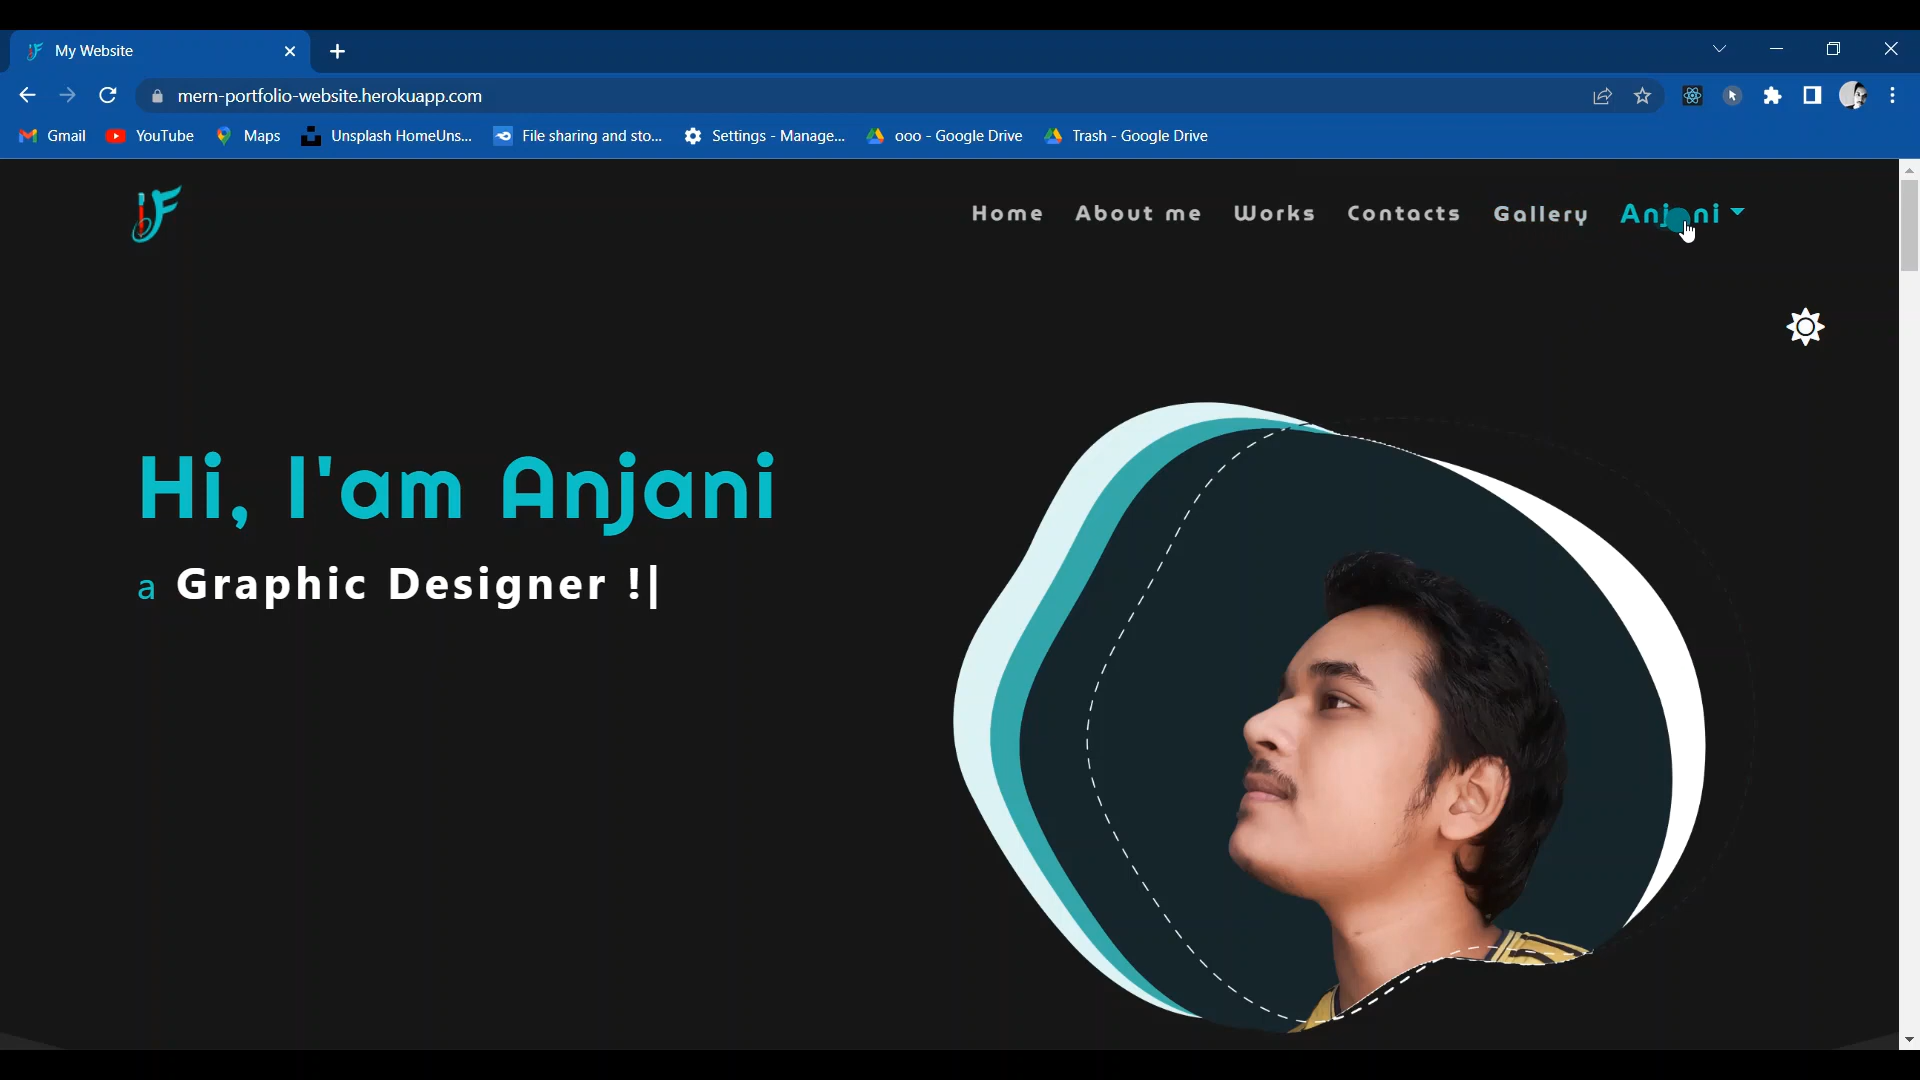 My Website
mern-portfolio-website.herokuapp.com
Gmail YouTube Maps Unsplash HomeUns... File sharing and sto... Settings - Manage... ooo - Google Drive Trash - Google Drive
Home About me Works Contacts Gallery Anjani
Hi, I'am Anjani
a Graphic Designer !|